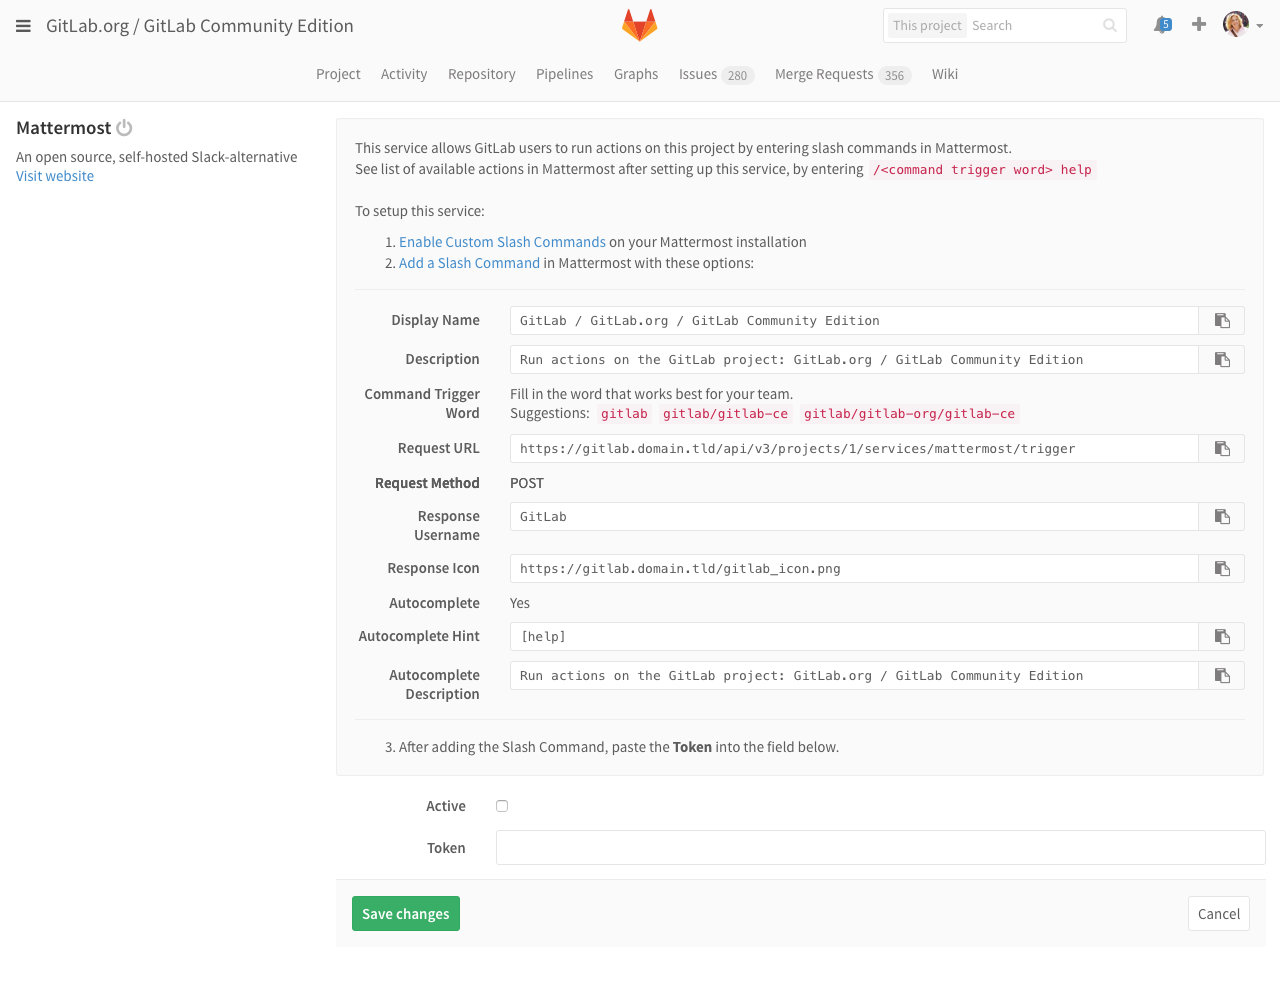 GitLab.org / GitLab Community Edition
This project Search
5
Project Activity Repository Pipelines Graphs Issues 280 Merge Requests 356 Wiki
Mattermost
An open source, self-hosted Slack-alternative
Visit website
This service allows GitLab users to run actions on this project by entering slash commands in Mattermost.
See list of available actions in Mattermost after setting up this service, by entering /<command trigger word> help
To setup this service:
1. Enable Custom Slash Commands on your Mattermost installation
2. Add a Slash Command in Mattermost with these options:
Display Name GitLab / GitLab.org / GitLab Community Edition
Description Run actions on the GitLab project: GitLab.org / GitLab Community Edition
Command Trigger Word
Fill in the word that works best for your team.
Suggestions: gitlab gitlab/gitlab-ce gitlab/gitlab-org/gitlab-ce
Request URL https://gitlab.domain.tld/api/v3/projects/1/services/mattermost/trigger
Request Method POST
Response Username GitLab
Response Icon https://gitlab.domain.tld/gitlab_icon.png
Autocomplete Yes
Autocomplete Hint [help]
Autocomplete Description Run actions on the GitLab project: GitLab.org / GitLab Community Edition
3. After adding the Slash Command, paste the Token into the field below.
Active
Token
Save changes Cancel